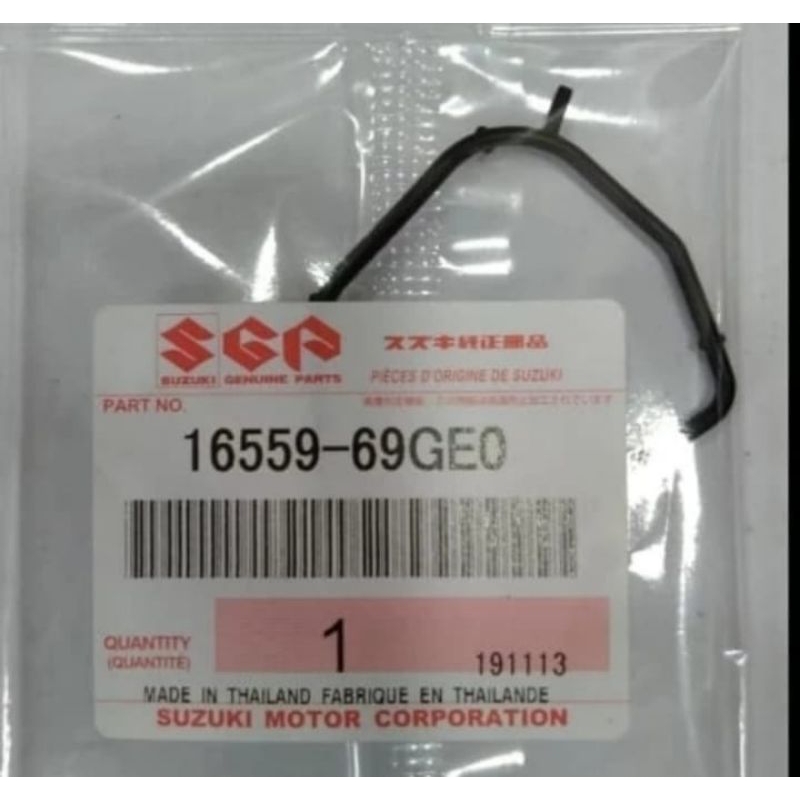 SGP
SUZUKI GENUINE PARTS
スズキ純正部品
PIÈCES D'ORIGINE DE SUZUKI
PART NO.
16559-69GE0
QUANTITY
(QUANTITÉ)
1
191113
MADE IN THAILAND FABRIQUE EN THAILANDE
SUZUKI MOTOR CORPORATION